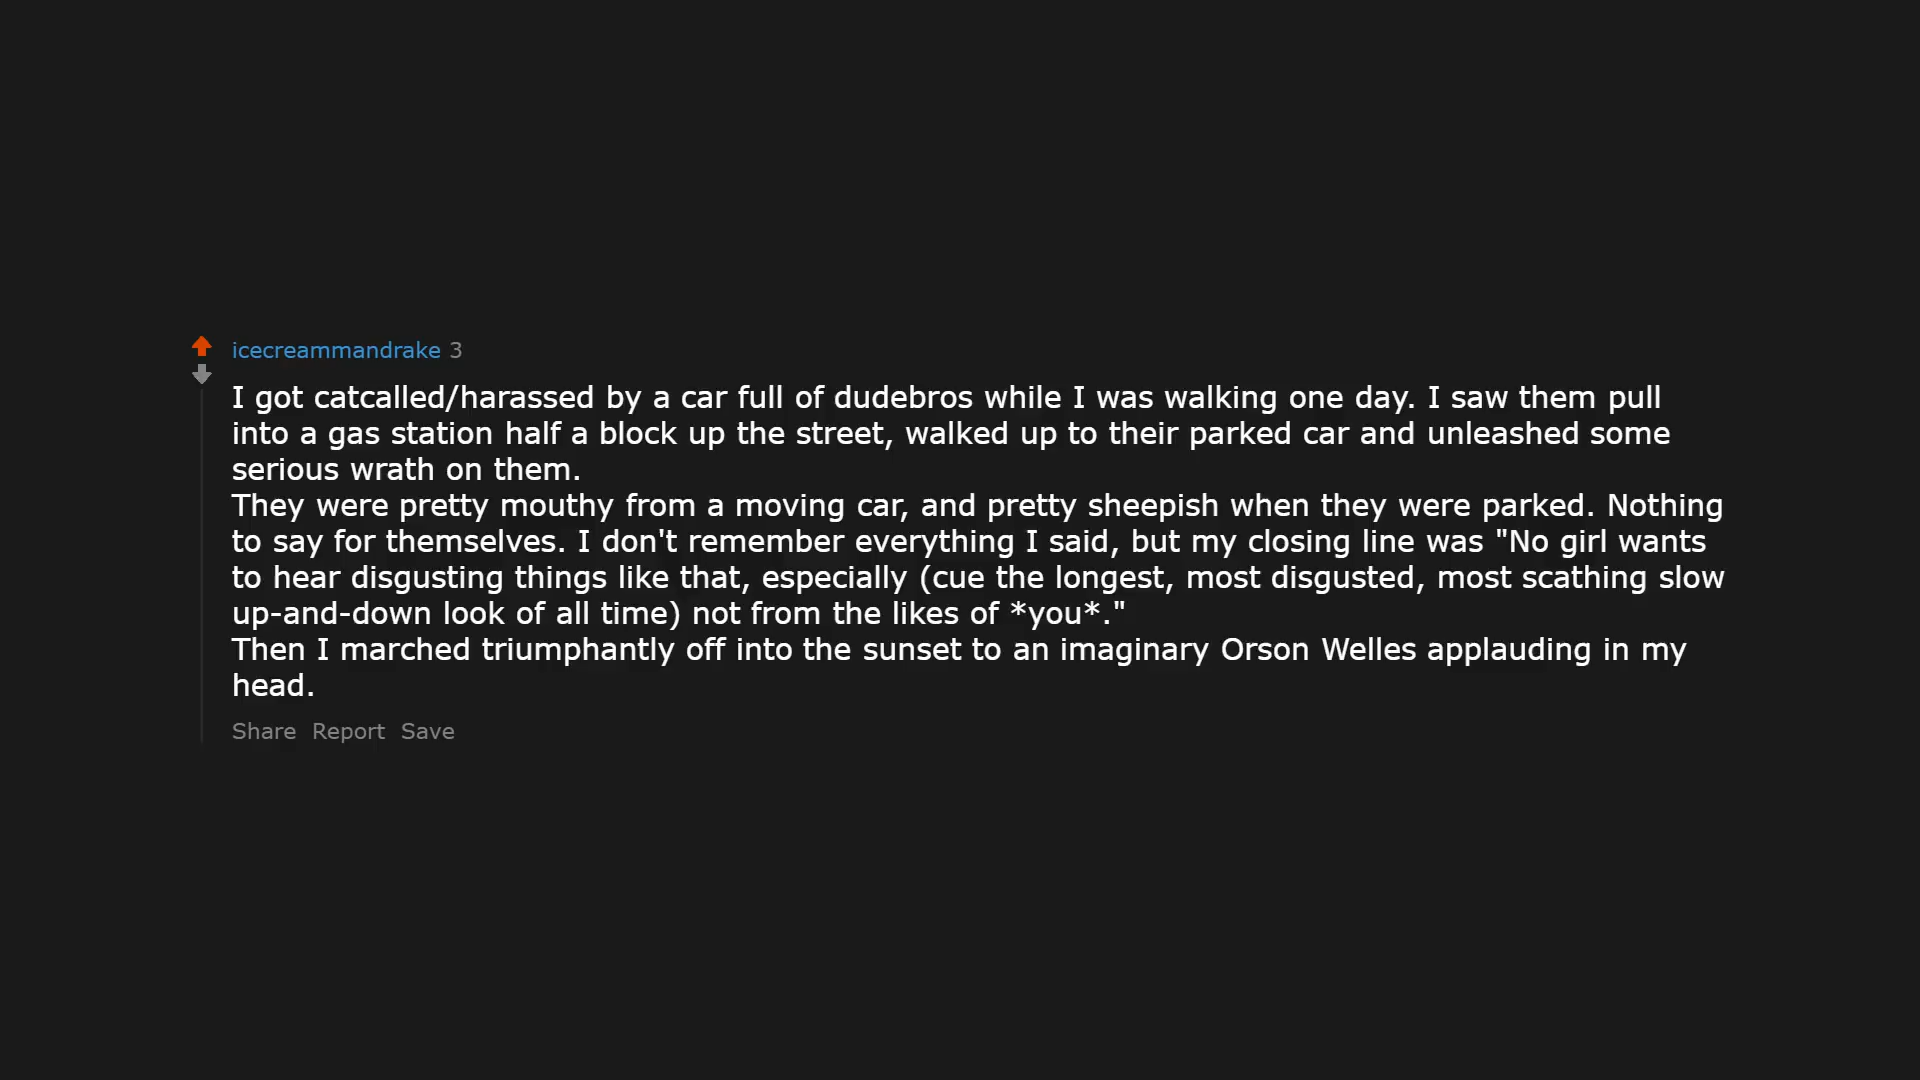 icecreammandrake 3
I got catcalled/harassed by a car full of dudebros while I was walking one day. I saw them pull
into a gas station half a block up the street, walked up to their parked car and unleashed some
serious wrath on them.
They were pretty mouthy from a moving car, and pretty sheepish when they were parked. Nothing
to say for themselves. I don't remember everything I said, but my closing line was "No girl wants
to hear disgusting things like that, especially (cue the longest, most disgusted, most scathing slow
up-and-down look of all time) not from the likes of *you*."
Then I marched triumphantly off into the sunset to an imaginary Orson Welles applauding in my
head.
Share Report Save